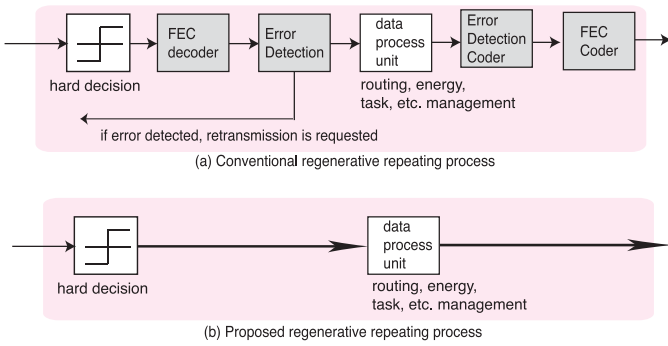 FEC
decoder
Error
Detection
data
process
unit
Error
Detection
Coder
FEC
Coder
hard decision
routing, energy,
task, etc. management
if error detected, retransmission is requested
(a) Conventional regenerative repeating process
data
process
unit
hard decision
routing, energy,
task, etc. management
(b) Proposed regenerative repeating process